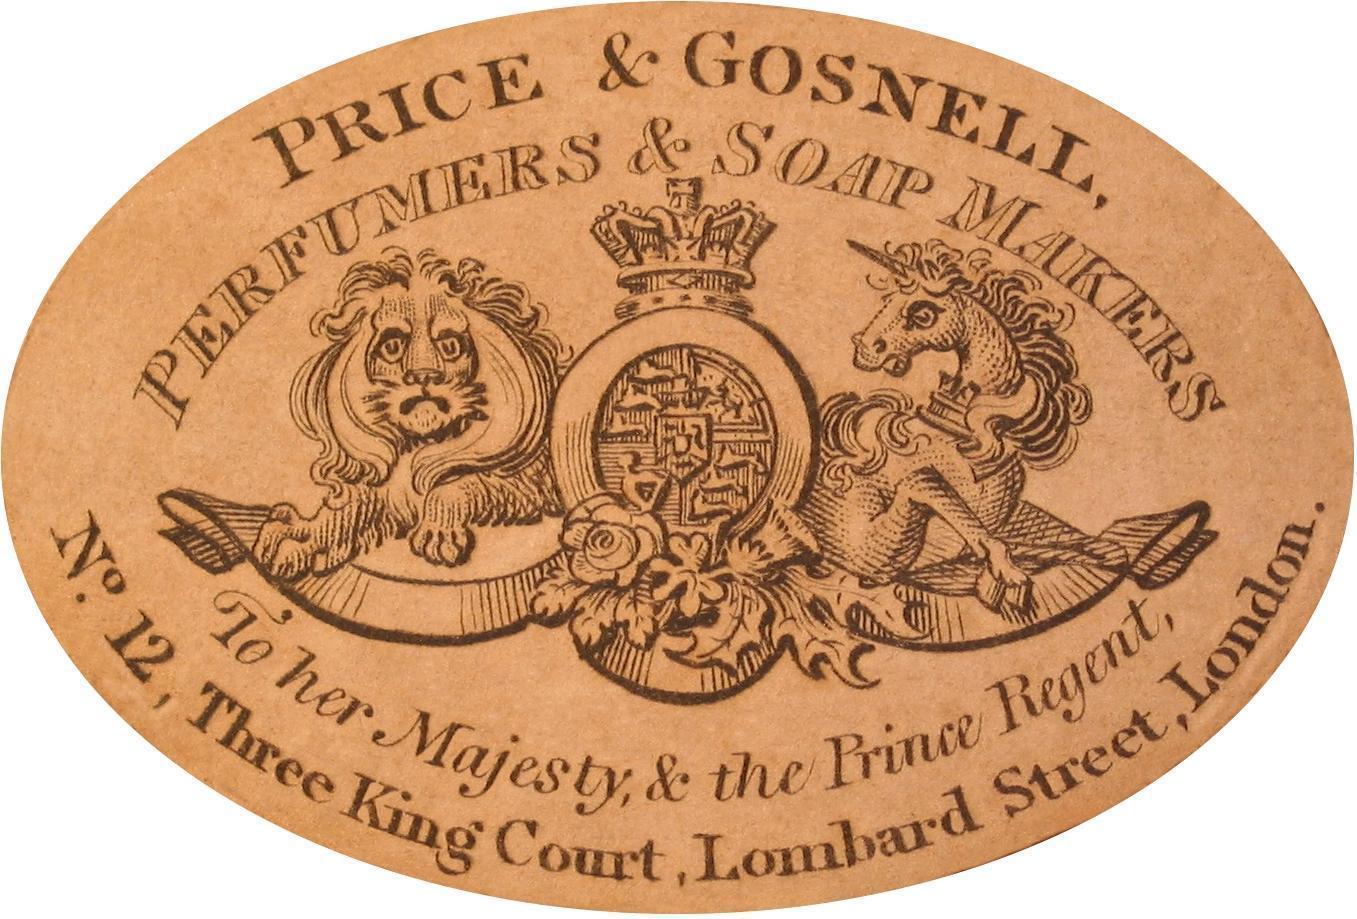 PRICE & GOSNELL,
PERFUMERS & SOAP MAKERS
To her Majesty, & the Prince Regent,
No. 12, Three King Court, Lombard Street, London.